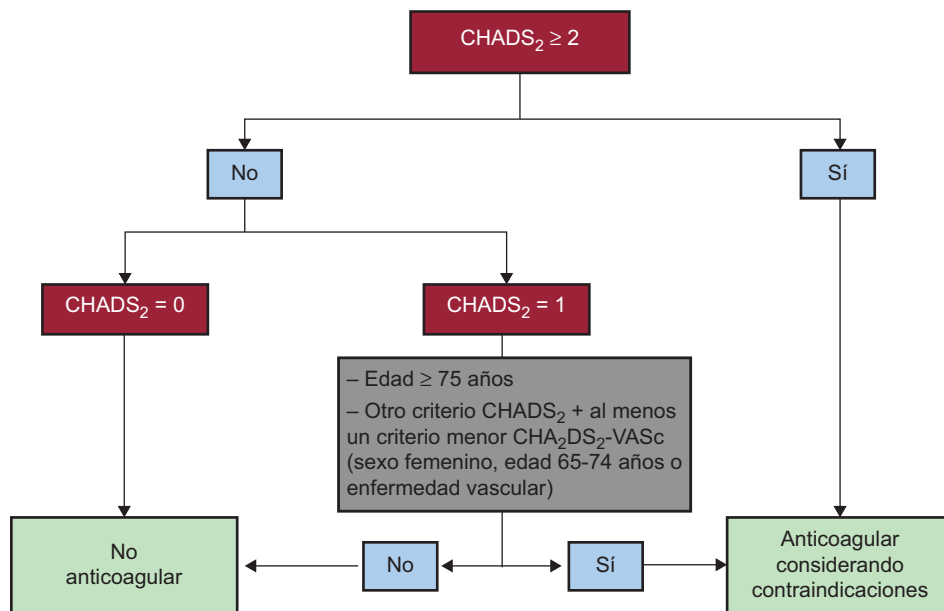 CHADS₂ ≥ 2
No
Sí
CHADS₂ = 0
CHADS₂ = 1
– Edad ≥ 75 años
– Otro criterio CHADS₂ + al menos
un criterio menor CHA₂DS₂-VASc
(sexo femenino, edad 65-74 años o
enfermedad vascular)
No
anticoagular
No
Sí
Anticoagular
considerando
contraindicaciones